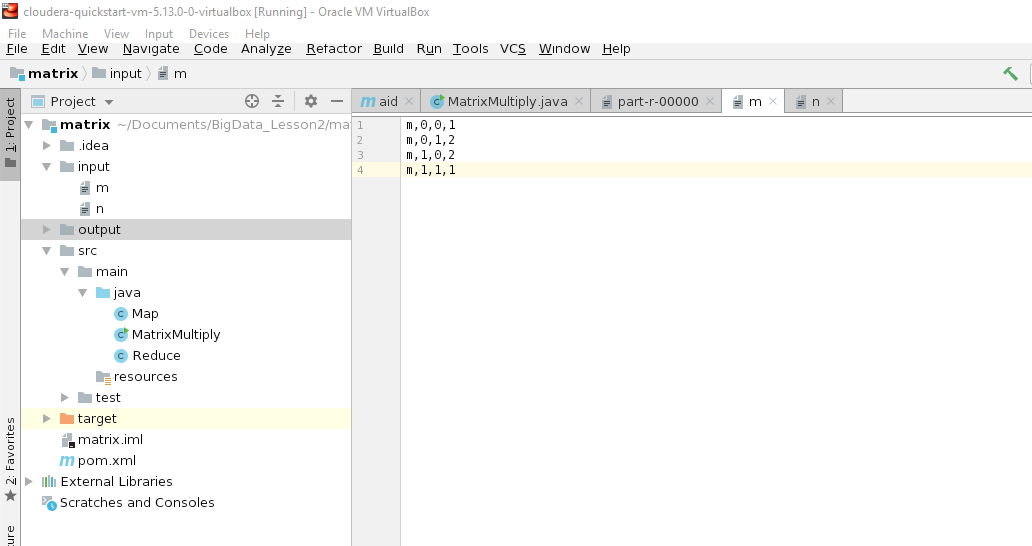 cloudera-quickstart-vm-5.13.0-0-virtualbox [Running] - Oracle VM VirtualBox
File Machine View Input Devices Help
File Edit View Navigate Code Analyze Refactor Build Run Tools VCS Window Help
matrix input m
1: Project
Project
aid MatrixMultiply.java part-r-00000 m n
matrix ~/Documents/BigData_Lesson2/ma
.idea
input
m
n
output
src
main
java
Map
MatrixMultiply
Reduce
resources
test
target
matrix.iml
pom.xml
External Libraries
Scratches and Consoles
1 m,0,0,1
2 m,0,1,2
3 m,1,0,2
4 m,1,1,1
2: Favorites